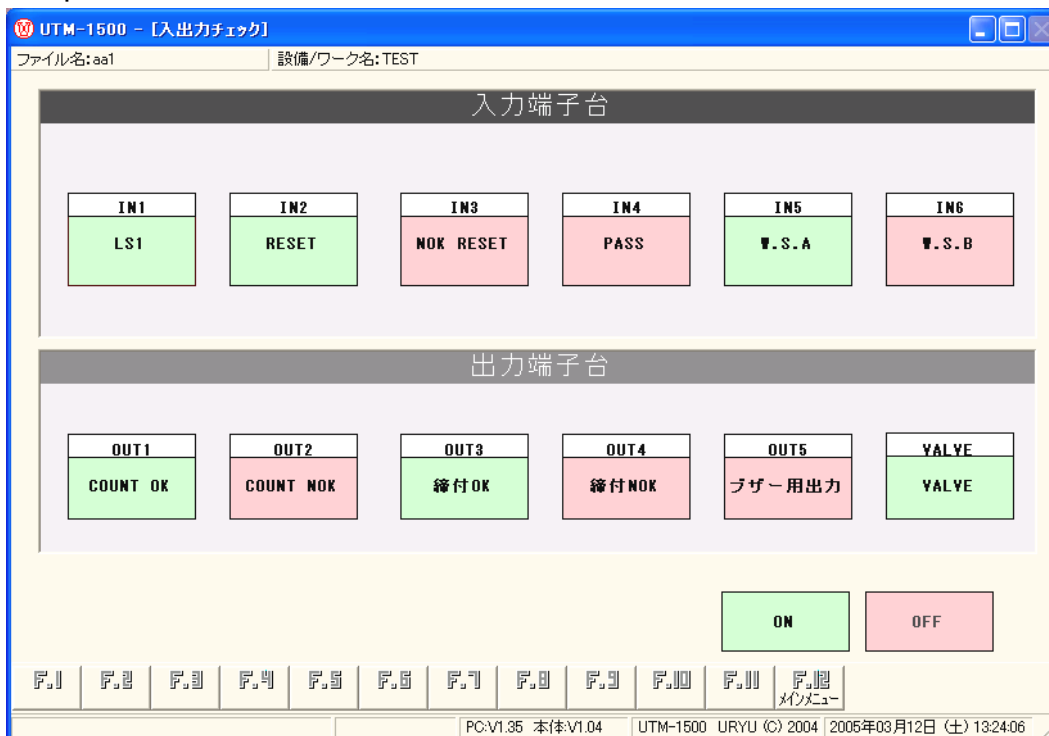 UTM-1500 - [入出力チェック]
ファイル名:aa1 設備/ワーク名:TEST
入力端子台
IN1 IN2 IN3 IN4 IN5 IN6
LS1 RESET NOK RESET PASS W.S.A W.S.B
出力端子台
OUT1 OUT2 OUT3 OUT4 OUT5 VALVE
COUNT OK COUNT NOK 締付OK 締付NOK ブザー用出力 VALVE
ON OFF
F.1 F.2 F.3 F.4 F.5 F.6 F.7 F.8 F.9 F.10 F.11 F.12
メインメニュー
PC:V1.35 本体:V1.04 UTM-1500 URYU (C) 2004 2005年03月12日 (土) 13:24:06